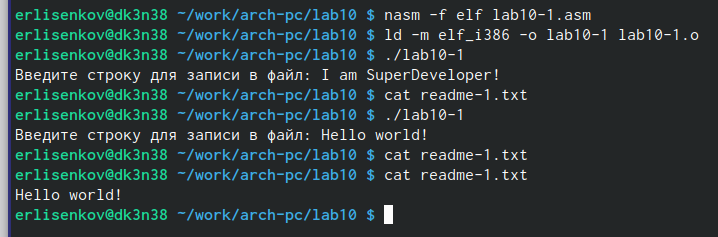 erlisenkov@dk3n38 ~/work/arch-pc/lab10 $ nasm -f elf lab10-1.asm
erlisenkov@dk3n38 ~/work/arch-pc/lab10 $ ld -m elf_i386 -o lab10-1 lab10-1.o
erlisenkov@dk3n38 ~/work/arch-pc/lab10 $ ./lab10-1
Введите строку для записи в файл: I am SuperDeveloper!
erlisenkov@dk3n38 ~/work/arch-pc/lab10 $ cat readme-1.txt
erlisenkov@dk3n38 ~/work/arch-pc/lab10 $ ./lab10-1
Введите строку для записи в файл: Hello world!
erlisenkov@dk3n38 ~/work/arch-pc/lab10 $ cat readme-1.txt
erlisenkov@dk3n38 ~/work/arch-pc/lab10 $ cat readme-1.txt
Hello world!
erlisenkov@dk3n38 ~/work/arch-pc/lab10 $